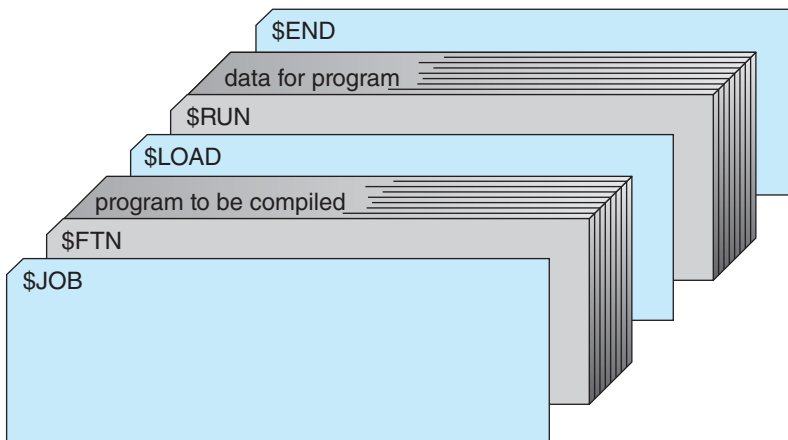 $END
data for program
$RUN
$LOAD
program to be compiled
$FTN
$JOB